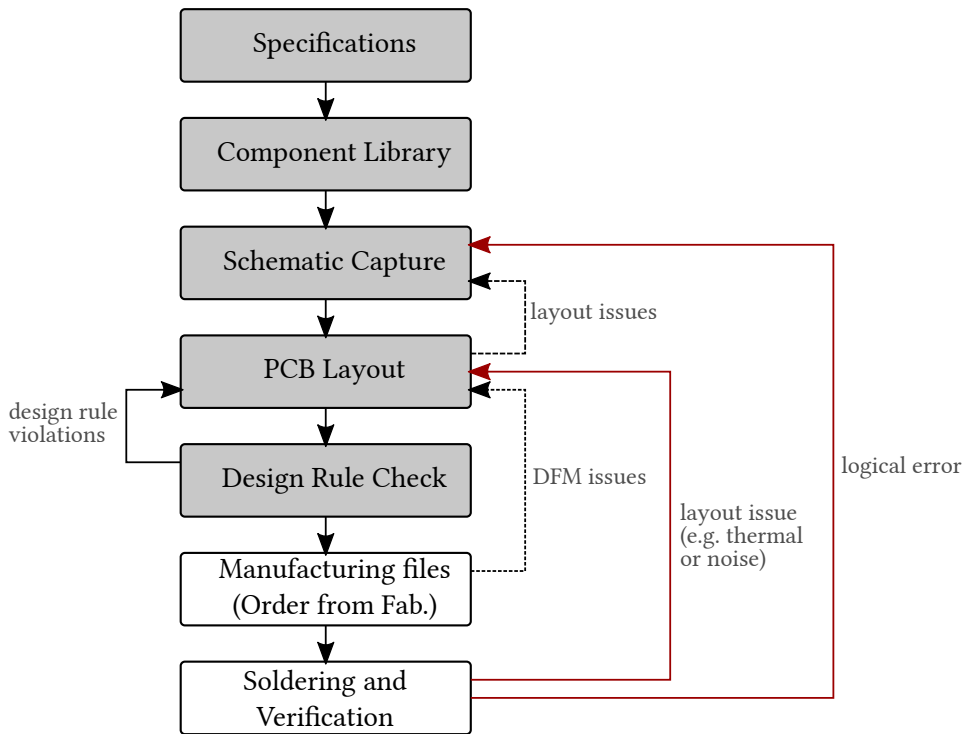 Specifications
Component Library
Schematic Capture
layout issues
PCB Layout
design rule
violations
Design Rule Check
DFM issues
logical error
layout issue
(e.g. thermal
or noise)
Manufacturing files
(Order from Fab.)
Soldering and
Verification